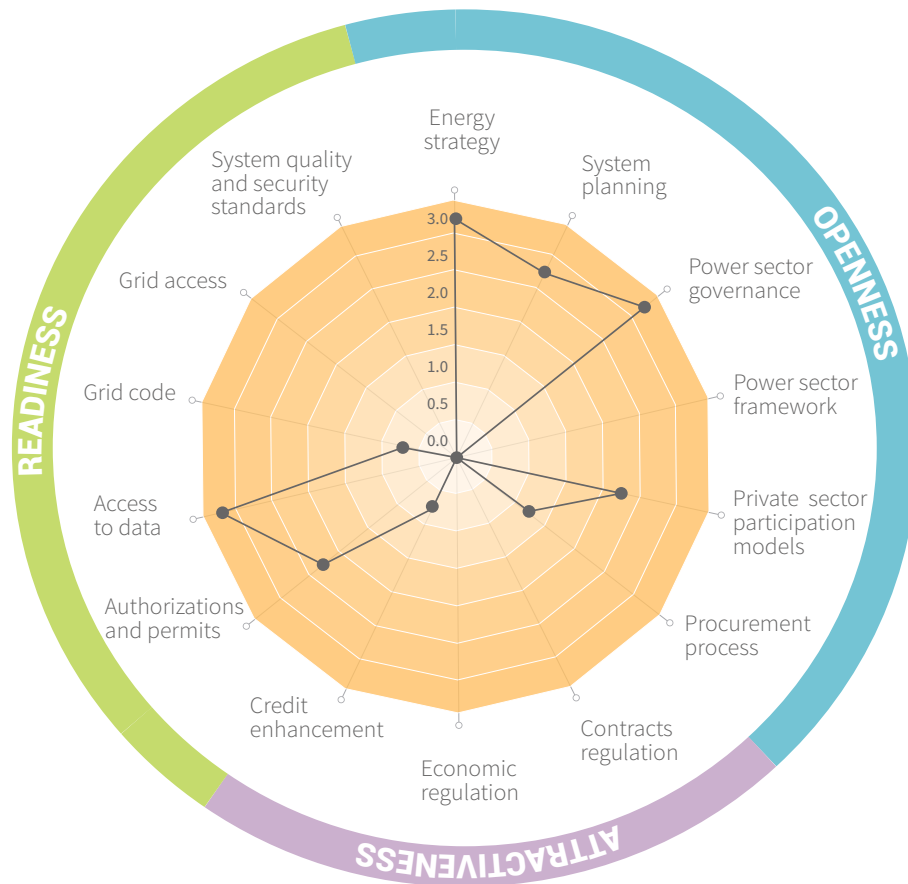 Energy
strategy
System
planning
Power sector
governance
Power sector
framework
Private sector
participation
models
Procurement
process
Contracts
regulation
Economic
regulation
Credit
enhancement
Authorizations
and permits
Access
to data
Grid code
Grid access
System quality
and security
standards
3.0
2.5
2.0
1.5
1.0
0.5
0.0
OPENNESS
ATTRACTIVENESS
READINESS